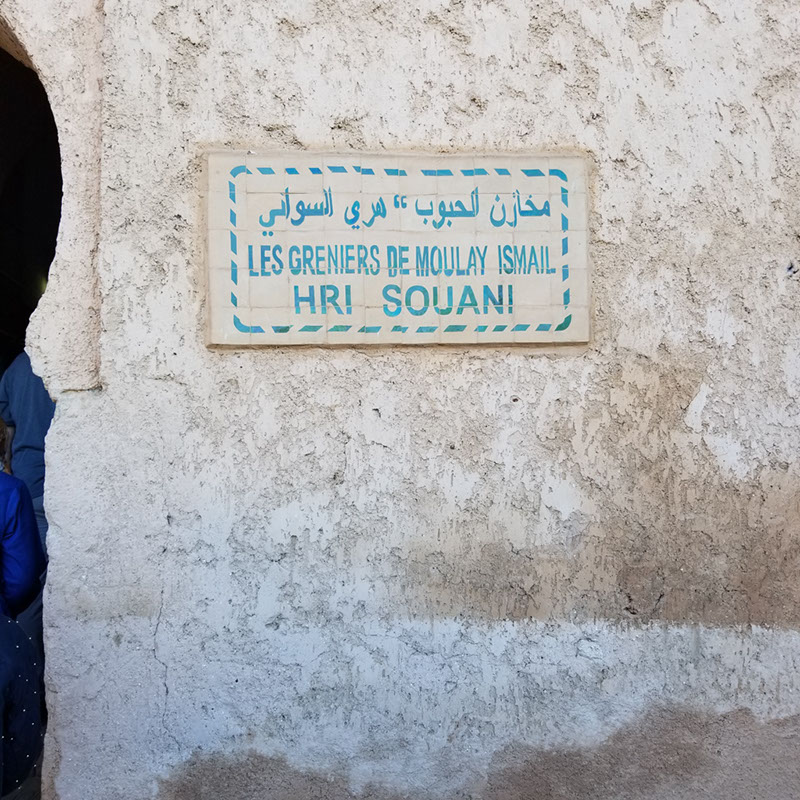 مخازن الحبوب “ هري السواني
LES GRENIERS DE MOULAY ISMAIL
HRI SOUANI